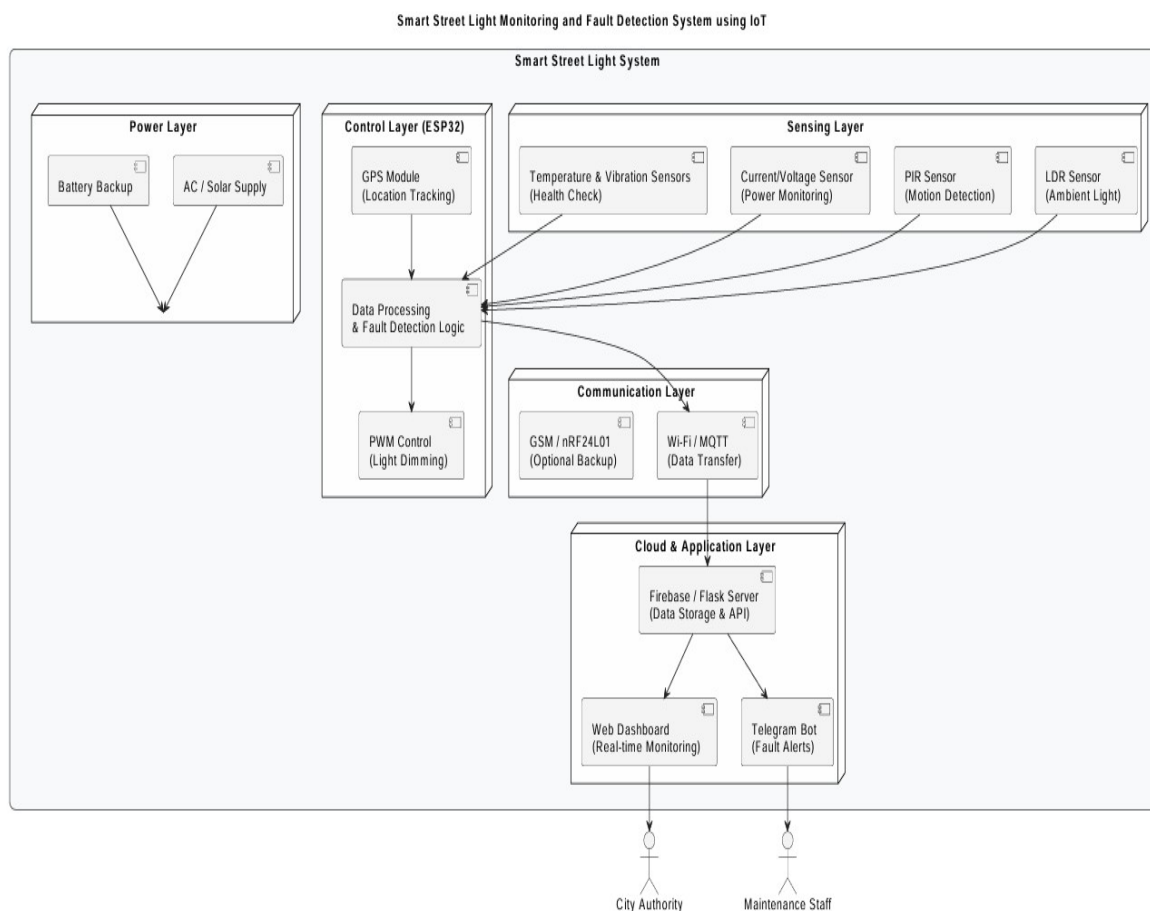 Smart Street Light Monitoring and Fault Detection System using IoT
Smart Street Light System
Power Layer
Battery Backup
AC / Solar Supply
Control Layer (ESP32)
GPS Module
(Location Tracking)
Data Processing
& Fault Detection Logic
PWM Control
(Light Dimming)
Sensing Layer
Temperature & Vibration Sensors
(Health Check)
Current/Voltage Sensor
(Power Monitoring)
PIR Sensor
(Motion Detection)
LDR Sensor
(Ambient Light)
Communication Layer
GSM / nRF24L01
(Optional Backup)
Wi-Fi / MQTT
(Data Transfer)
Cloud & Application Layer
Firebase / Flask Server
(Data Storage & API)
Web Dashboard
(Real-time Monitoring)
Telegram Bot
(Fault Alerts)
City Authority
Maintenance Staff